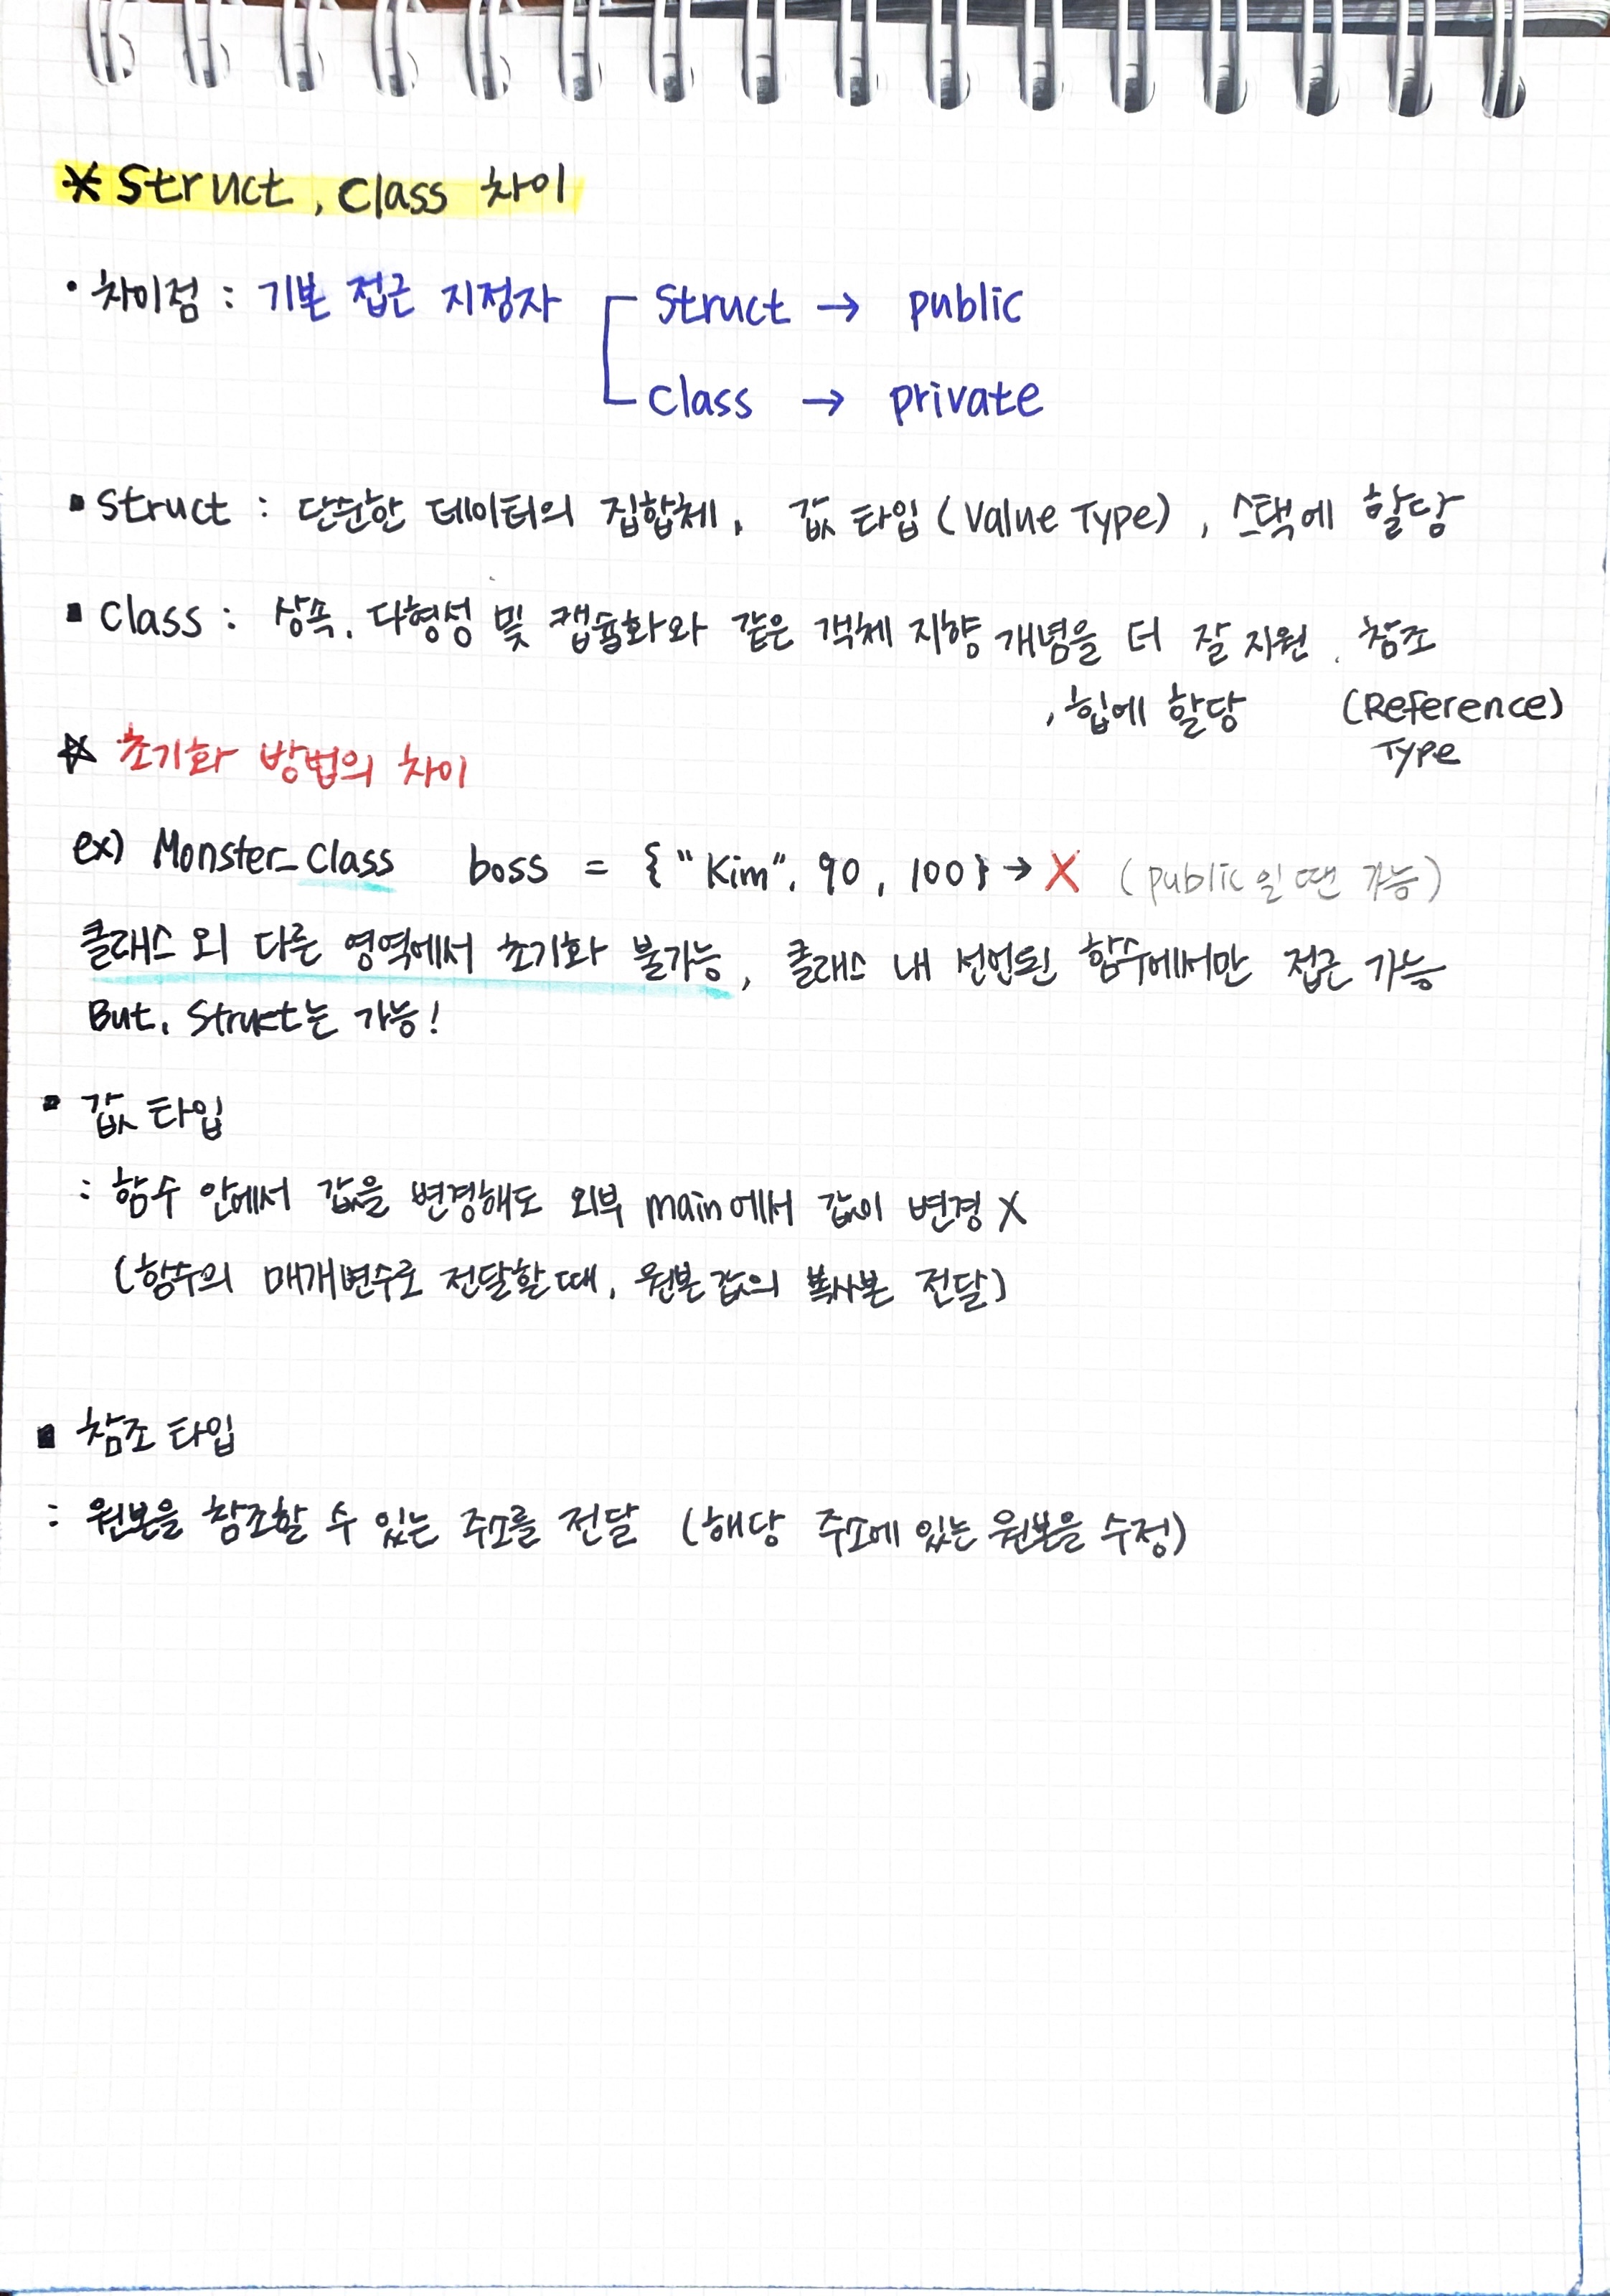 * Struct, Class 차이
• 차이점 : 기본 접근 지정자 Struct → public
Class → private
▪ Struct : 단순한 데이터의 집합체, 값 타입 (Value Type), 스택에 할당
▪ Class : 상속, 다형성 및 캡슐화와 같은 객체 지향 개념을 더 잘 지원, 참조
, 힙에 할당 (Reference)
Type
☆ 초기화 방법의 차이
ex) Monster_Class boss = {"Kim", 90, 100} → X (public일 땐 가능)
클래스 외 다른 영역에서 초기화 불가능, 클래스 내 선언된 함수에서만 접근 가능
But, Struct는 가능!
▪ 값 타입
: 함수 안에서 값을 변경해도 외부 main에서 값이 변경 X
(함수의 매개변수로 전달할 때, 원본 값의 복사본 전달)
▪ 참조 타입
: 원본을 참조할 수 있는 주소를 전달 (해당 주소에 있는 원본을 수정)